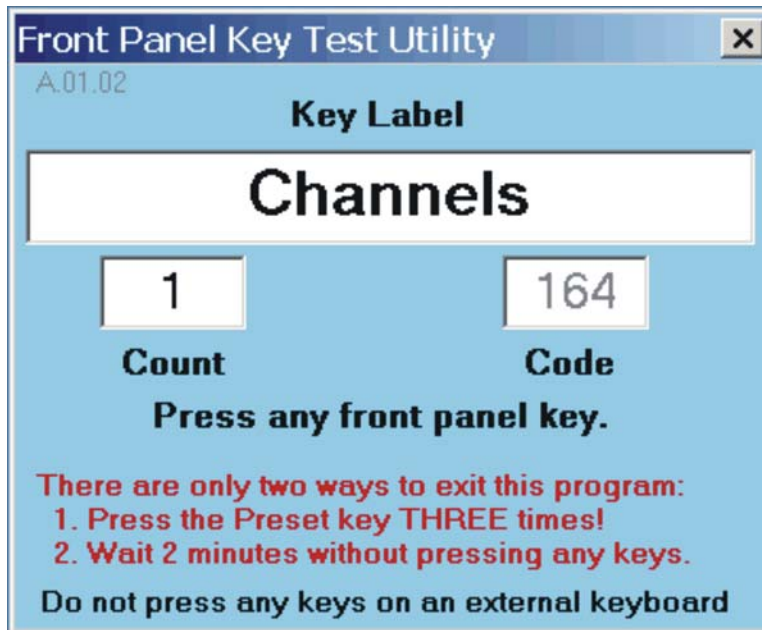 Front Panel Key Test Utility
A.01.02
Key Label
Channels
1 164
Count Code
Press any front panel key.
There are only two ways to exit this program:
1. Press the Preset key THREE times!
2. Wait 2 minutes without pressing any keys.
Do not press any keys on an external keyboard